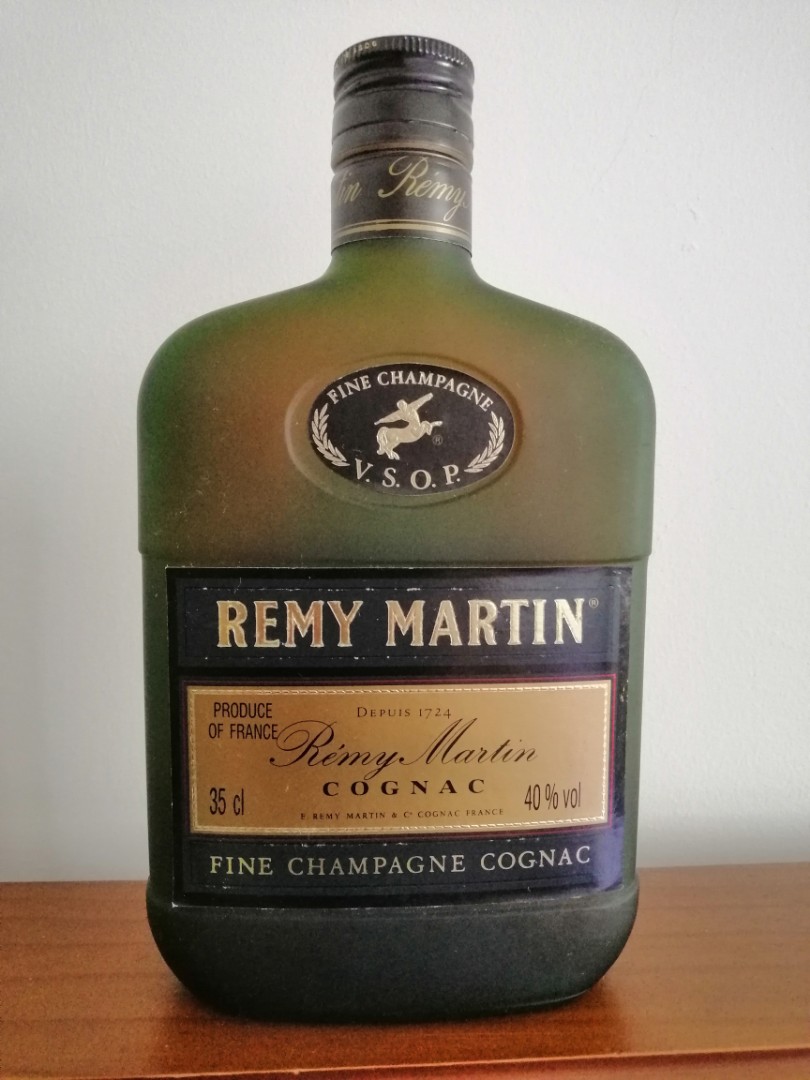 in Rémy
FINE CHAMPAGNE
®
V.S.O.P.
REMY MARTIN®
PRODUCE
OF FRANCE
DEPUIS 1724
Rémy Martin
COGNAC
35 cl
40% vol
E. REMY MARTIN & Cº COGNAC FRANCE
FINE CHAMPAGNE COGNAC